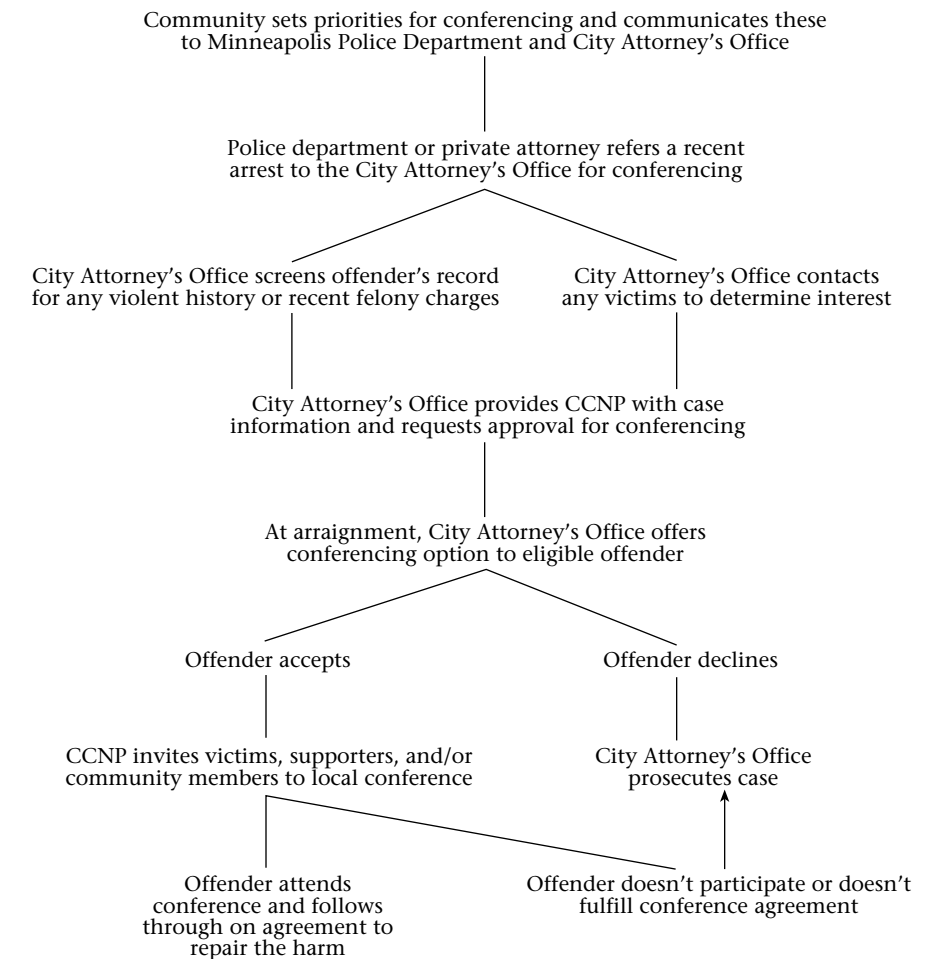 Community sets priorities for conferencing and communicates these
to Minneapolis Police Department and City Attorney’s Office
Police department or private attorney refers a recent
arrest to the City Attorney’s Office for conferencing
City Attorney’s Office screens offender’s record
for any violent history or recent felony charges
City Attorney’s Office contacts
any victims to determine interest
City Attorney’s Office provides CCNP with case
information and requests approval for conferencing
At arraignment, City Attorney’s Office offers
conferencing option to eligible offender
Offender accepts
Offender declines
CCNP invites victims, supporters, and/or
community members to local conference
City Attorney’s Office
prosecutes case
Offender attends
conference and follows
through on agreement to
repair the harm
Offender doesn’t participate or doesn’t
fulfill conference agreement